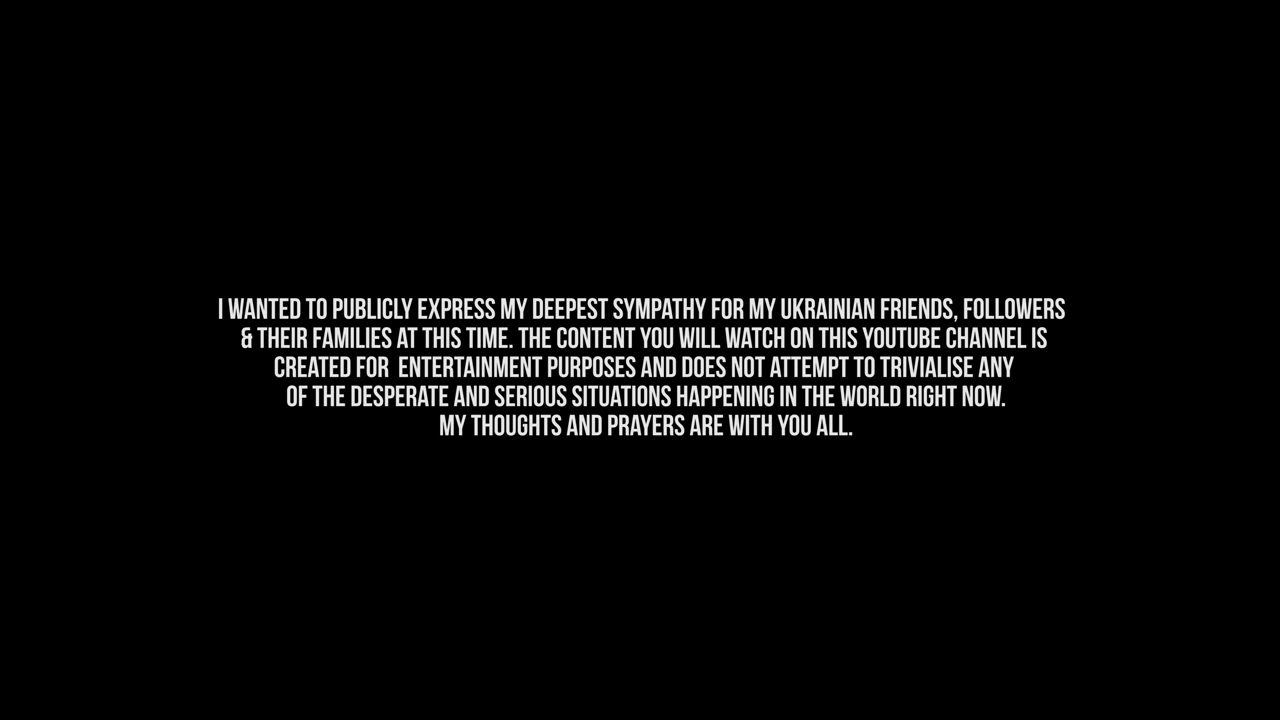 I WANTED TO PUBLICLY EXPRESS MY DEEPEST SYMPATHY FOR MY UKRAINIAN FRIENDS, FOLLOWERS
& THEIR FAMILIES AT THIS TIME. THE CONTENT YOU WILL WATCH ON THIS YOUTUBE CHANNEL IS
CREATED FOR  ENTERTAINMENT PURPOSES AND DOES NOT ATTEMPT TO TRIVIALISE ANY
OF THE DESPERATE AND SERIOUS SITUATIONS HAPPENING IN THE WORLD RIGHT NOW.
MY THOUGHTS AND PRAYERS ARE WITH YOU ALL.